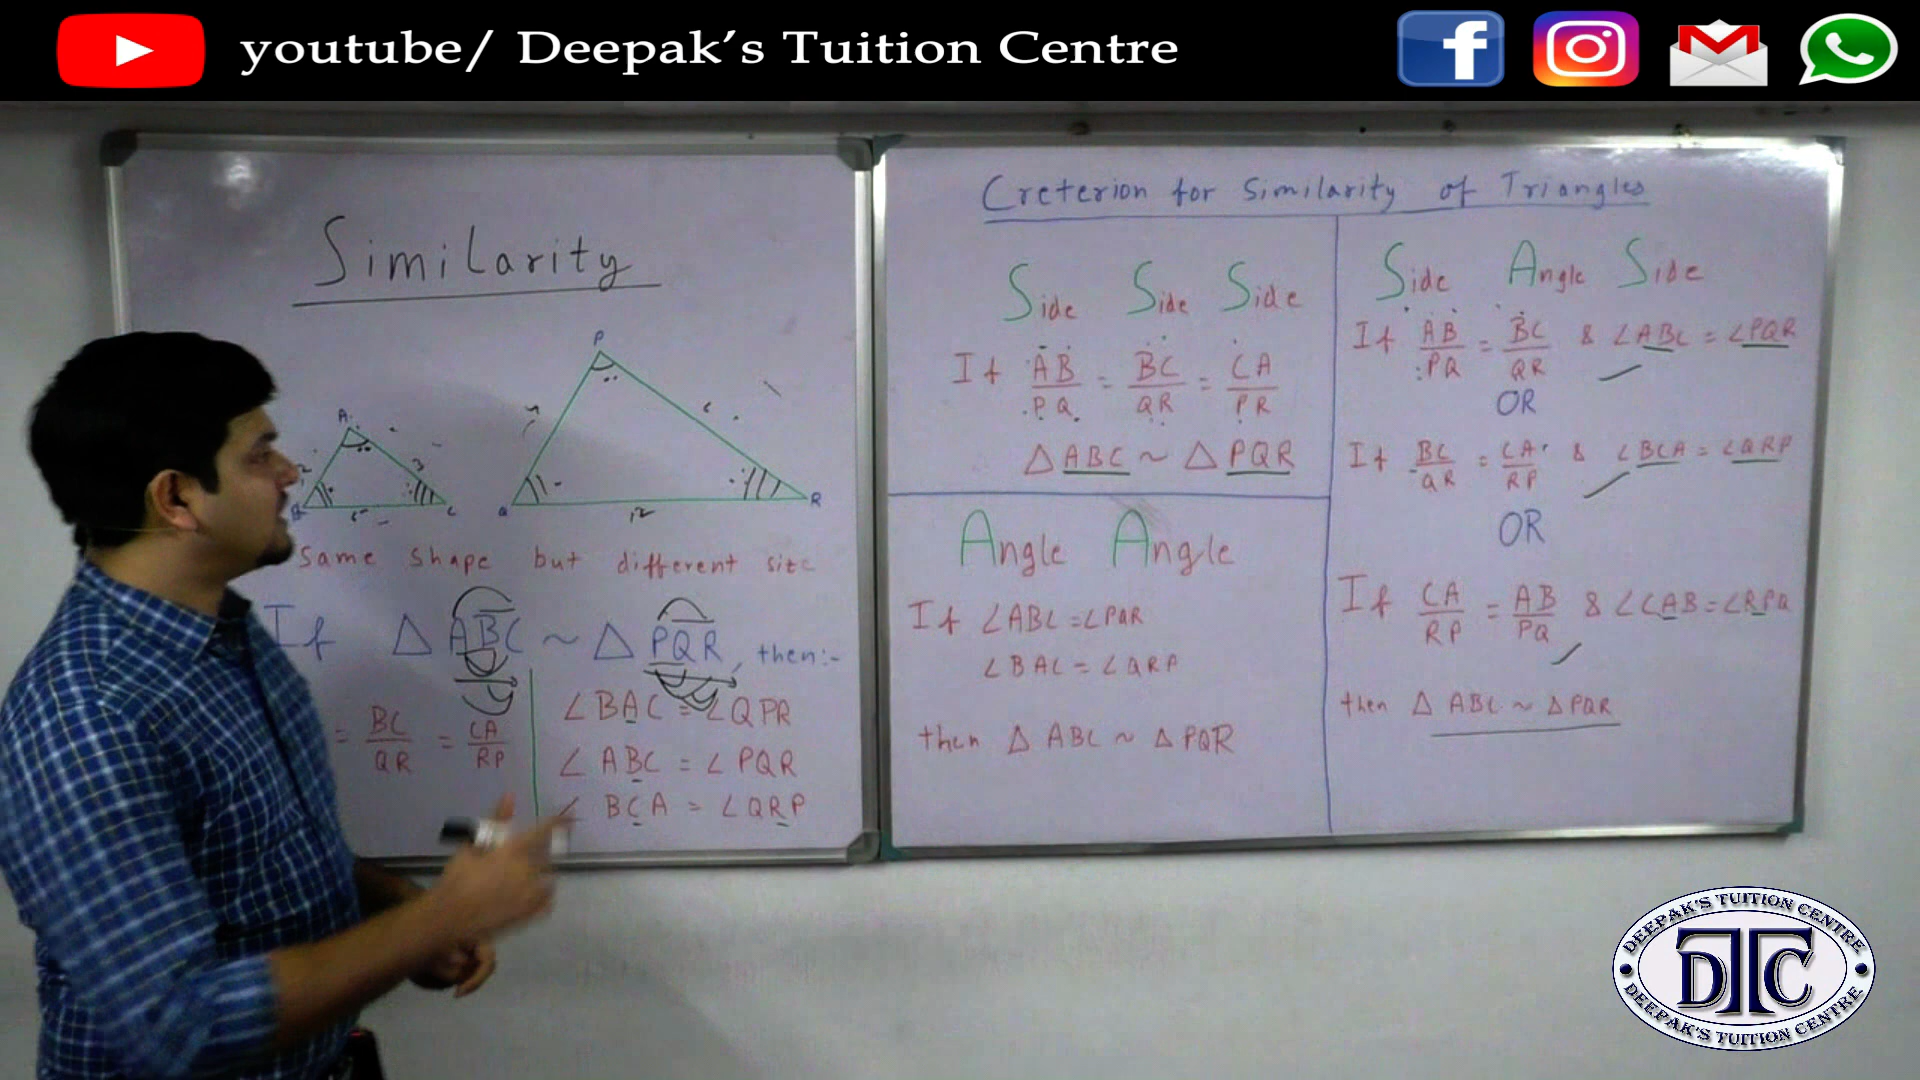 youtube/ Deepak's Tuition Centre
Similarity
P
A
B
C
Q
R
12
Same shape but different size
If △ ABC ~ △ PQR, then:-
= BC/QR = CA/RP
∠BAC = ∠QPR
∠ABC = ∠PQR
∠BCA = ∠QRP
Creterion for Similarity of Triangles
Side Side Side
If AB/PQ = BC/QR = CA/PR
△ABC ~ △PQR
Angle Angle
If ∠ABC = ∠PQR
∠BAC = ∠QRP
then △ ABC ~ △PQR
Side Angle Side
If AB/PQ = BC/QR & ∠ABC = ∠PQR
OR
If BC/QR = CA/RP & ∠BCA = ∠QRP
OR
If CA/RP = AB/PQ & ∠CAB = ∠RPQ
then △ ABC ~ △PQR
DEEPAK'S TUITION CENTRE
DTC
DEEPAK'S TUITION CENTRE